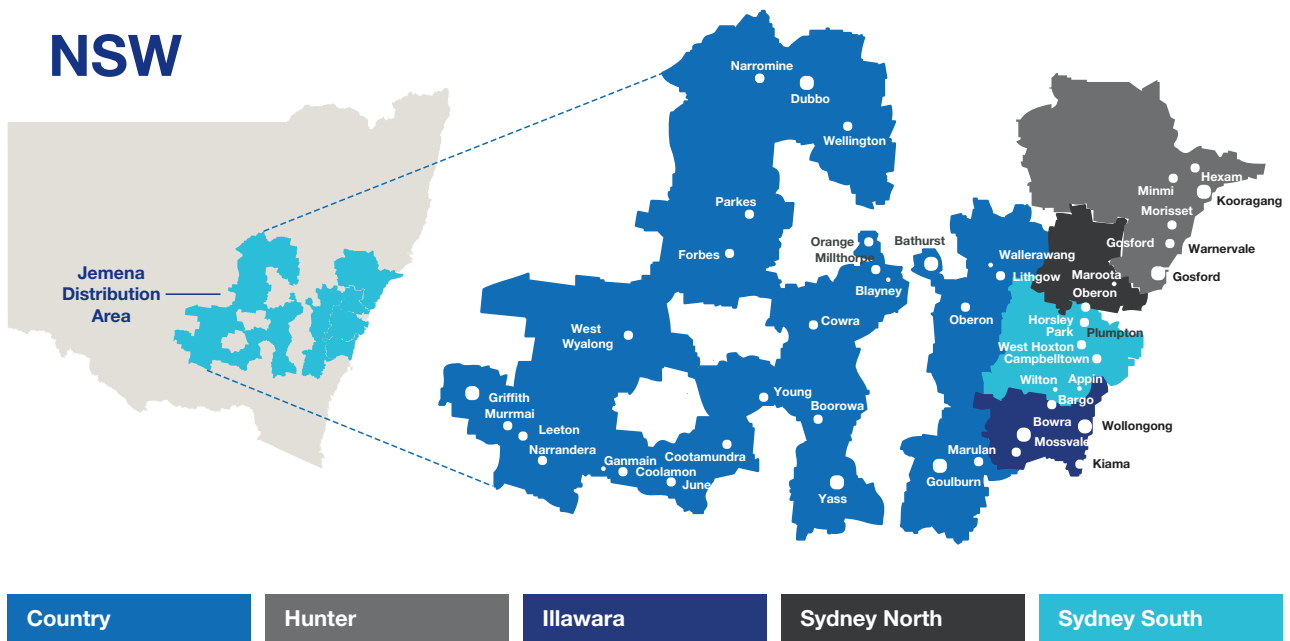 NSW
Jemena
Distribution
Area
Narromine
Dubbo
Wellington
Parkes
Forbes
Orange
Millthorpe
Blayney
Bathurst
Cowra
West
Wyalong
Griffith
Murrmai
Leeton
Narrandera
Ganmain
Coolamon
June
Cootamundra
Young
Boorowa
Yass
Wallerawang
Lithgow
Oberon
Marulan
Goulburn
Hexam
Minmi
Kooragang
Morisset
Gosford
Warnervale
Gosford
Maroota
Oberon
Horsley
Park
Plumpton
West Hoxton
Campbelltown
Wilton
Appin
Bargo
Bowra
Wollongong
Mossvale
Kiama
Country
Hunter
Illawara
Sydney North
Sydney South